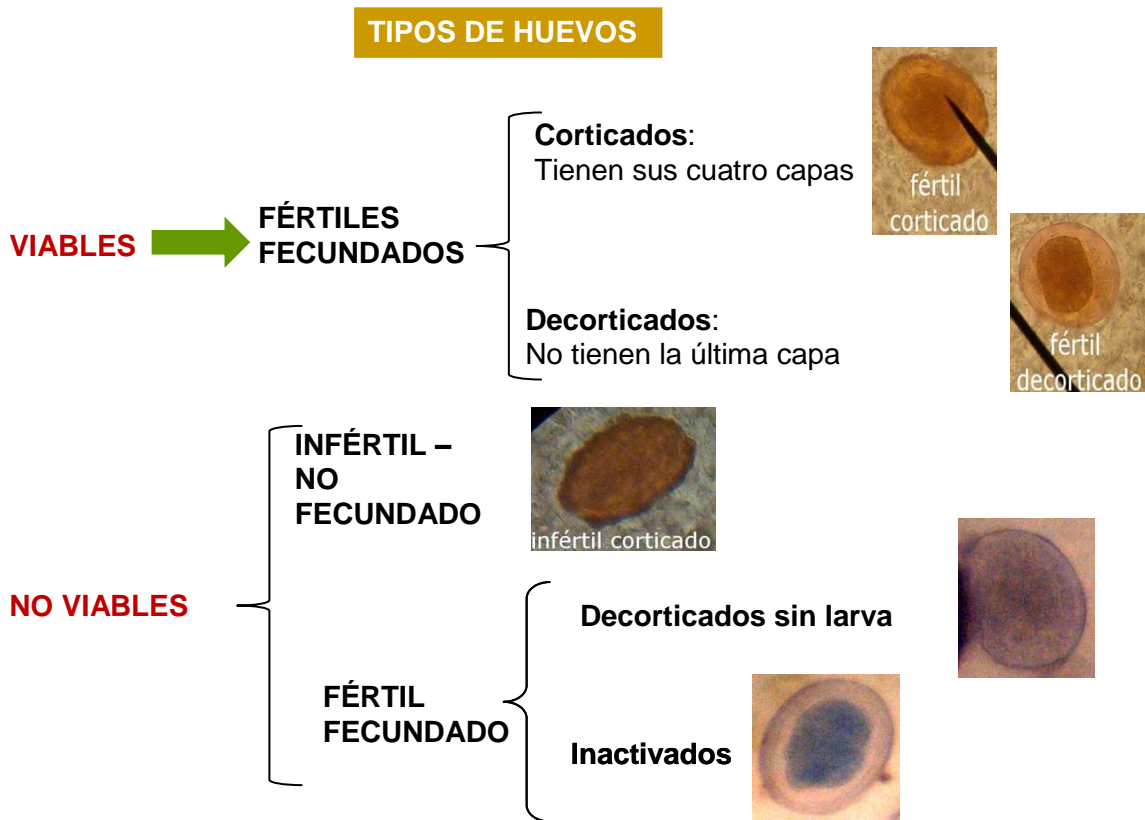 TIPOS DE HUEVOS
Corticados:
Tienen sus cuatro capas
fértil
corticado
VIABLES
FÉRTILES
FECUNDADOS
Decorticados:
No tienen la última capa
fértil
decorticado
INFÉRTIL –
NO
FECUNDADO
infértil corticado
NO VIABLES
Decorticados sin larva
FÉRTIL
FECUNDADO
Inactivados